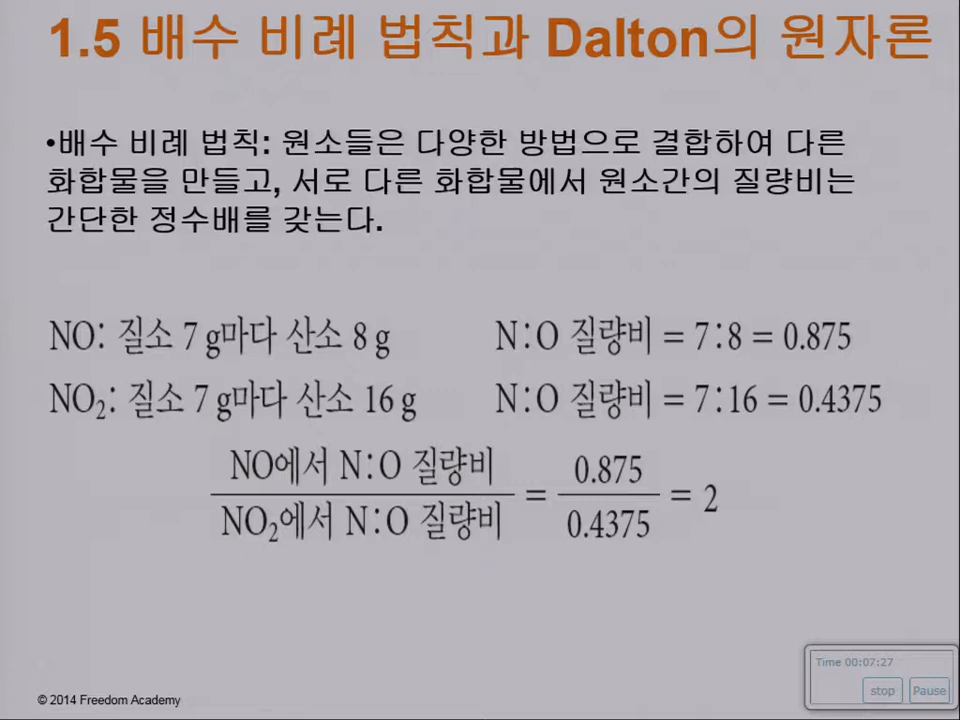 1.5 배수 비례 법칙과 Dalton의 원자론
•배수 비례 법칙: 원소들은 다양한 방법으로 결합하여 다른
화합물을 만들고, 서로 다른 화합물에서 원소간의 질량비는
간단한 정수배를 갖는다.
NO: 질소 7 g마다 산소 8 g N:O 질량비 = 7:8 = 0.875
NO₂: 질소 7 g마다 산소 16 g N:O 질량비 = 7:16 = 0.4375
NO에서 N:O 질량비 0.875
= = 2
NO₂에서 N:O 질량비 0.4375
Time 00:07:27
stop Pause
© 2014 Freedom Academy